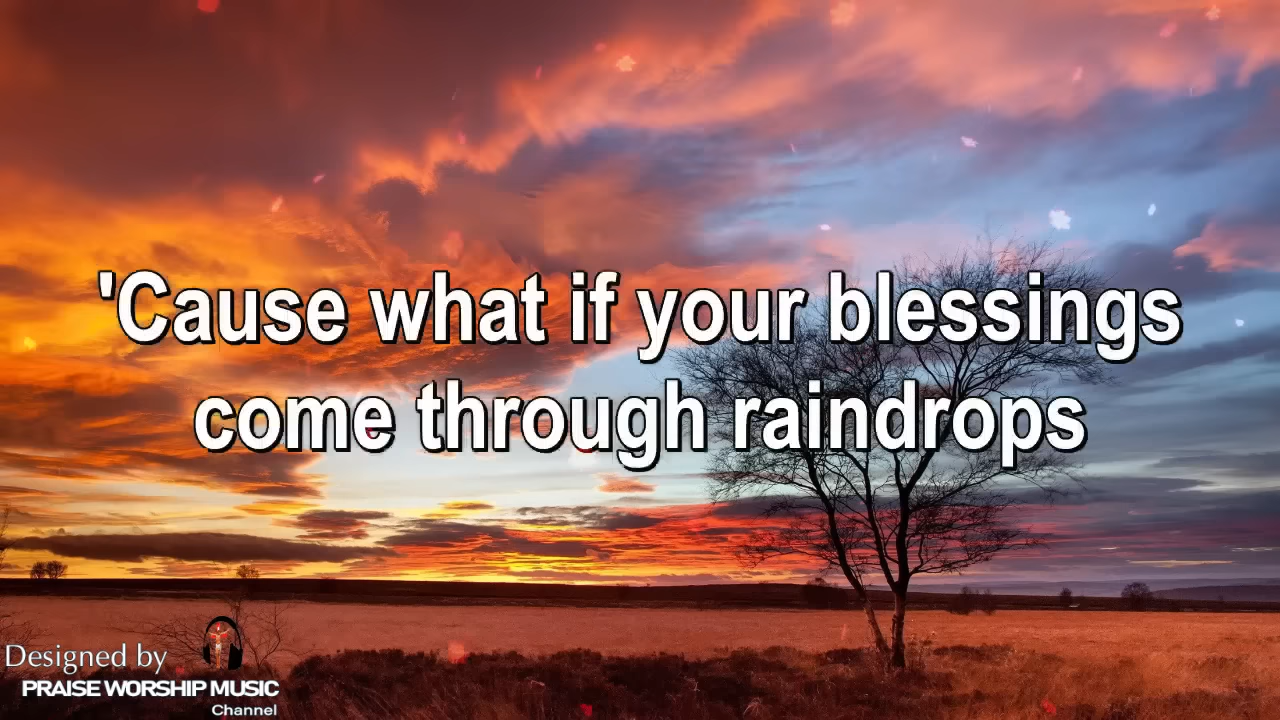 'Cause what if your blessings
come through raindrops
Designed by
PRAISE WORSHIP MUSIC
Channel